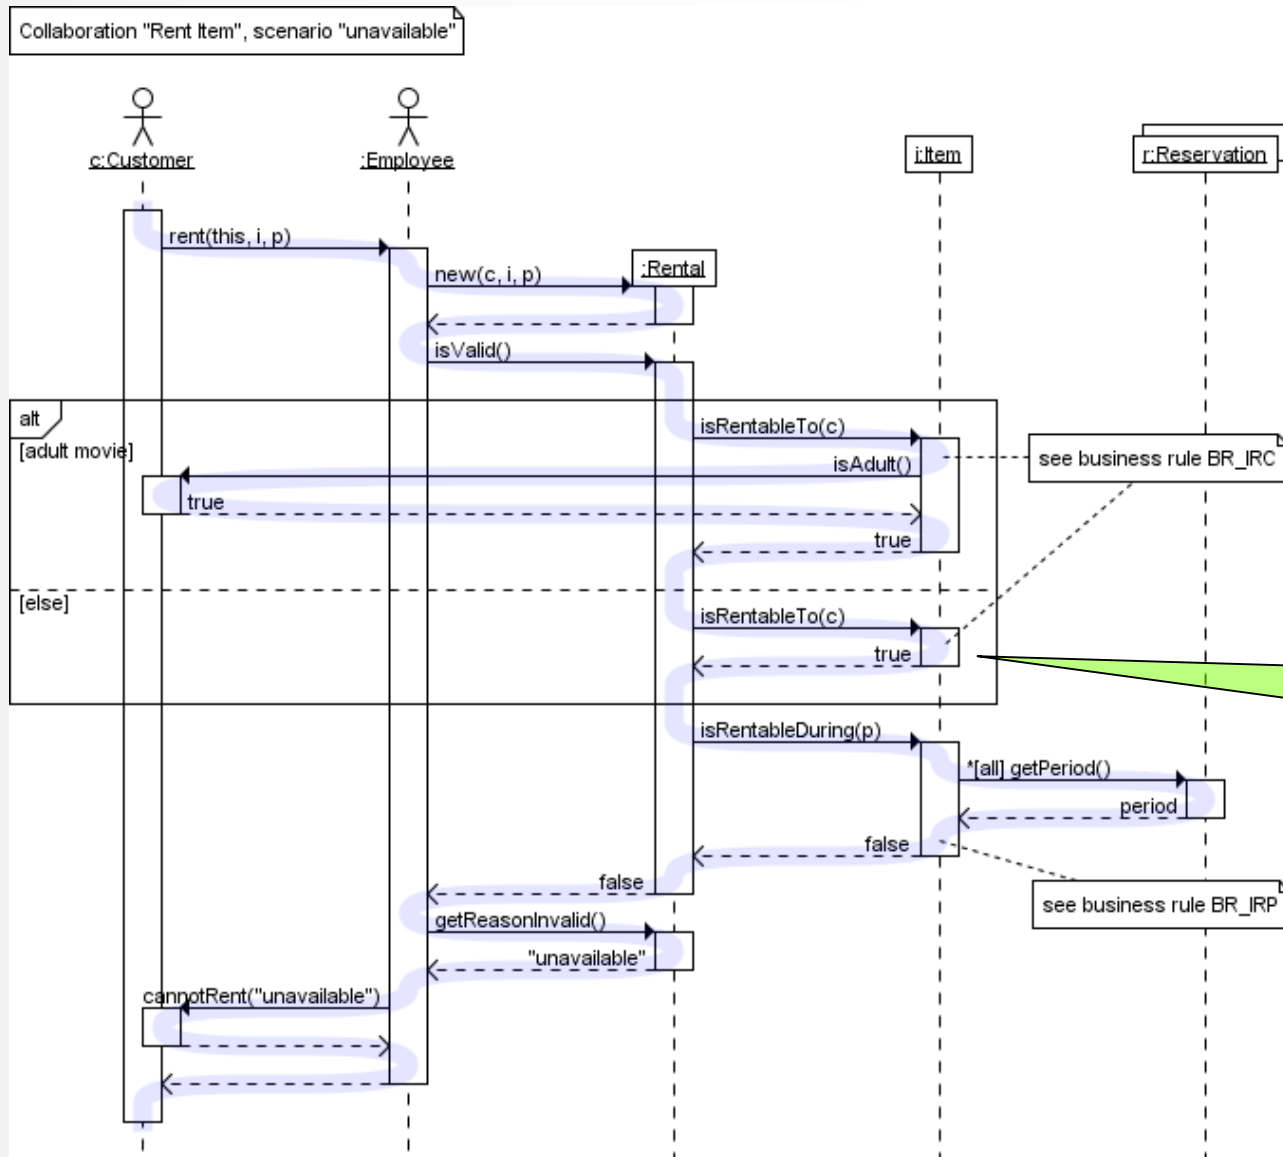 Collaboration "Rent Item", scenario "unavailable"
c:Customer
:Employee
i:Item
r:Reservation
rent(this, i, p)
:Rental
new(c, i, p)
isValid()
alt
[adult movie]
isRentableTo(c)
see business rule BR_IRC
isAdult()
true
true
[else]
isRentableTo(c)
true
isRentableDuring(p)
*[all] getPeriod()
period
false
false
see business rule BR_IRP
getReasonInvalid()
"unavailable"
cannotRent("unavailable")